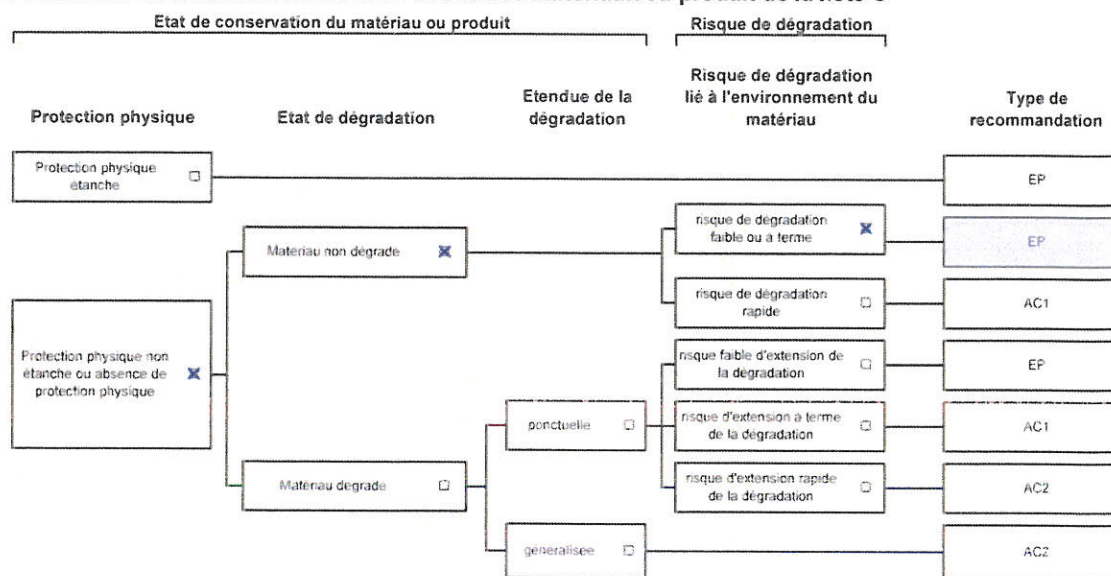 Etat de conservation du matériau ou produit
Risque de dégradation
Protection physique
Etat de dégradation
Etendue de la
dégradation
Risque de dégradation
lié à l'environnement du
matériau
Type de
recommandation
Protection physique
étanche
EP
Matériau non dégradé
risque de dégradation
faible ou à terme
EP
risque de dégradation
rapide
AC1
Protection physique non
étanche ou absence de
protection physique
risque faible d'extension de
la dégradation
EP
ponctuelle
risque d'extension à terme
de la dégradation
AC1
Matériau dégradé
risque d'extension rapide
de la dégradation
AC2
généralisée
AC2